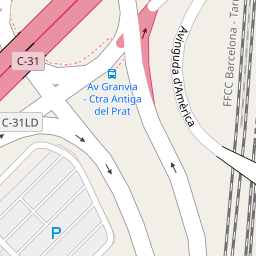 C-31
Av Granvia
- Ctra Antiga
del Prat
Avinguda d'Amèrica
FFCC Barcelona - Tar
C-31LD
P